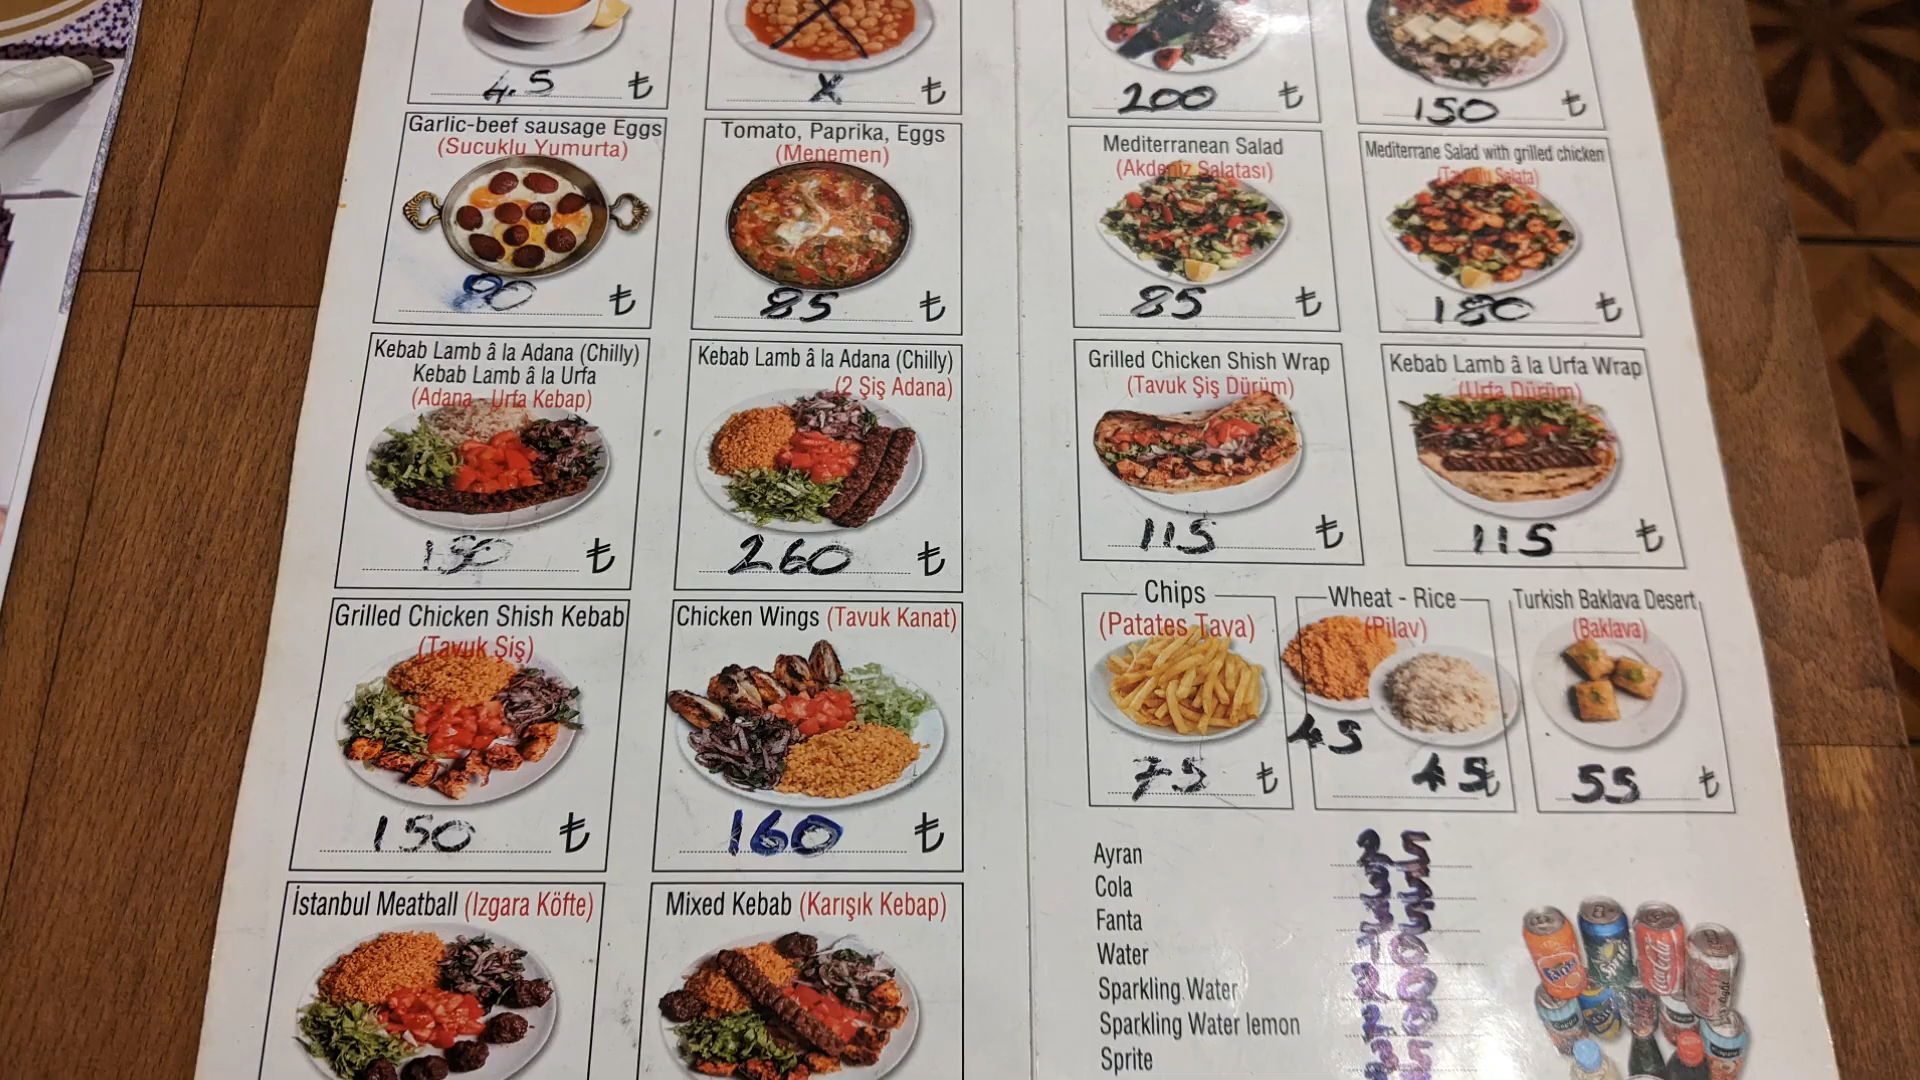 45 ₺
X ₺
200 ₺
150 ₺
Garlic-beef sausage Eggs
(Sucuklu Yumurta)
90 ₺
Tomato, Paprika, Eggs
(Menemen)
85 ₺
Mediterranean Salad
(Akdeniz Salatası)
85 ₺
Mediterrane Salad with grilled chicken
Salata)
180 ₺
Kebab Lamb â la Adana (Chilly)
Kebab Lamb â la Urfa
(Adana - Urfa Kebap)
150 ₺
Kebab Lamb â la Adana (Chilly)
(2 Şiş Adana)
260 ₺
Grilled Chicken Shish Wrap
(Tavuk Şiş Dürüm)
115 ₺
Kebab Lamb â la Urfa Wrap
(Urfa Dürüm)
115 ₺
Grilled Chicken Shish Kebab
(Tavuk Şiş)
150 ₺
Chicken Wings (Tavuk Kanat)
160 ₺
Chips
(Patates Tava)
75 ₺
Wheat - Rice
(Pilav)
45
45 ₺
Turkish Baklava Desert
(Baklava)
55 ₺
İstanbul Meatball (Izgara Köfte)
Mixed Kebab (Karışık Kebap)
Ayran 25
Cola
Fanta
Water
Sparkling Water
Sparkling Water lemon
Sprite